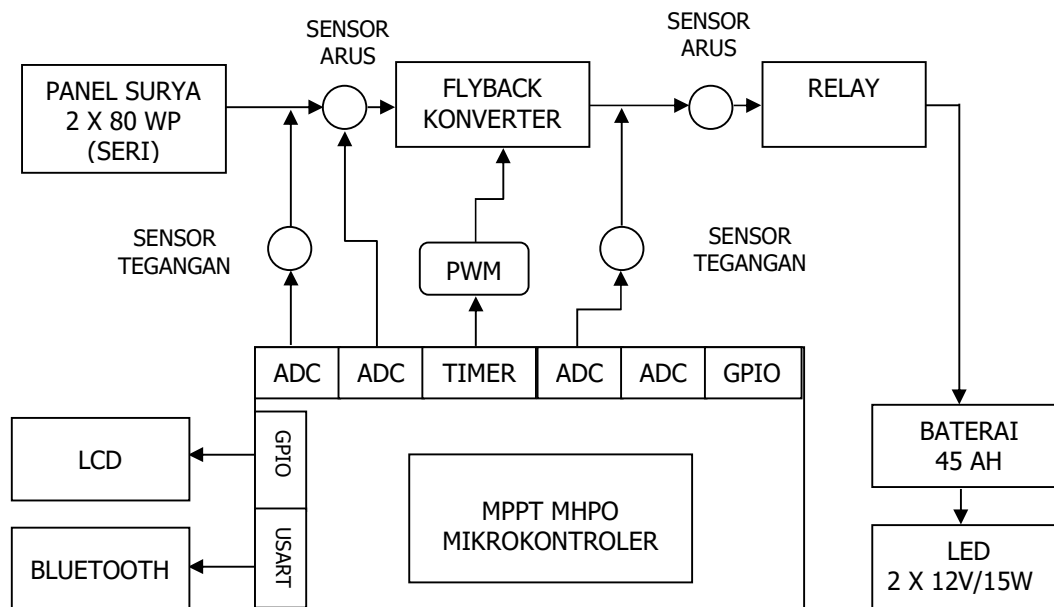 SENSOR
ARUS
SENSOR
ARUS
PANEL SURYA
2 X 80 WP
(SERI)
FLYBACK
KONVERTER
RELAY
SENSOR
TEGANGAN
PWM
SENSOR
TEGANGAN
ADC
ADC
TIMER
ADC
ADC
GPIO
LCD
GPIO
MPPT MHPO
MIKROKONTROLER
BATERAI
45 AH
BLUETOOTH
USART
LED
2 X 12V/15W